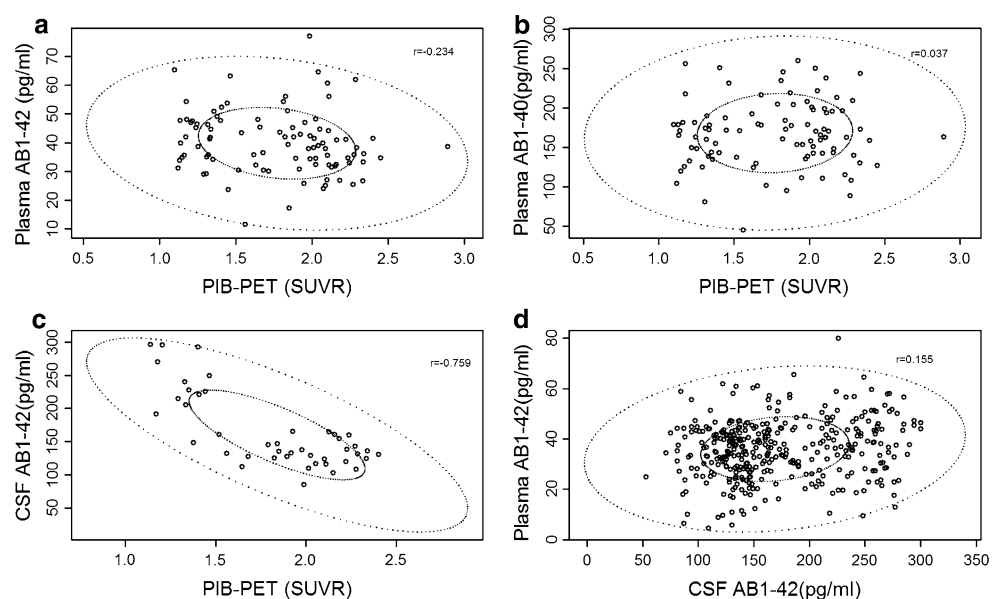 a
Plasma AB1-42 (pg/ml)
70
60
50
40
30
20
10
r=-0.234
0.5 1.0 1.5 2.0 2.5 3.0
PIB-PET (SUVR)
b
Plasma AB1-40(pg/ml)
300
250
200
150
100
50
r=0.037
0.5 1.0 1.5 2.0 2.5 3.0
PIB-PET (SUVR)
c
CSF AB1-42(pg/ml)
300
250
200
150
100
50
r=-0.759
1.0 1.5 2.0 2.5
PIB-PET (SUVR)
d
Plasma AB1-42(pg/ml)
80
60
40
20
0
r=0.155
0 50 100 150 200 250 300 350
CSF AB1-42(pg/ml)